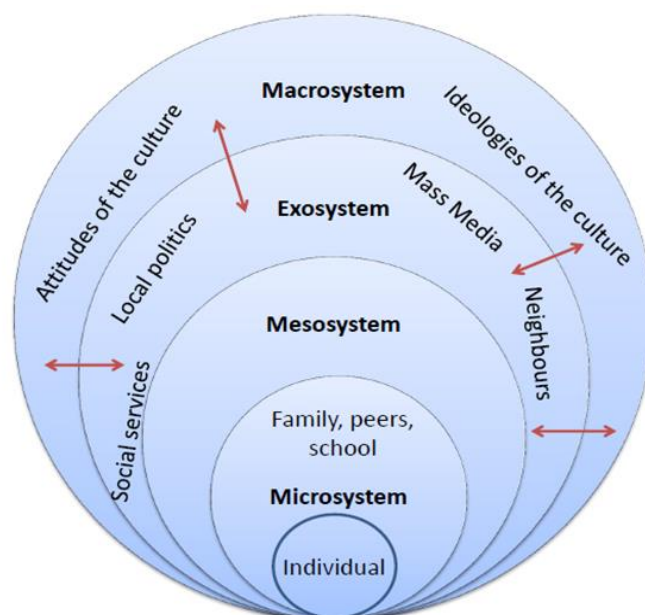 Macrosystem
Attitudes of the culture
Ideologies of the culture
Exosystem
Local politics
Mass Media
Social services
Neighbours
Mesosystem
Family, peers,
school
Microsystem
Individual